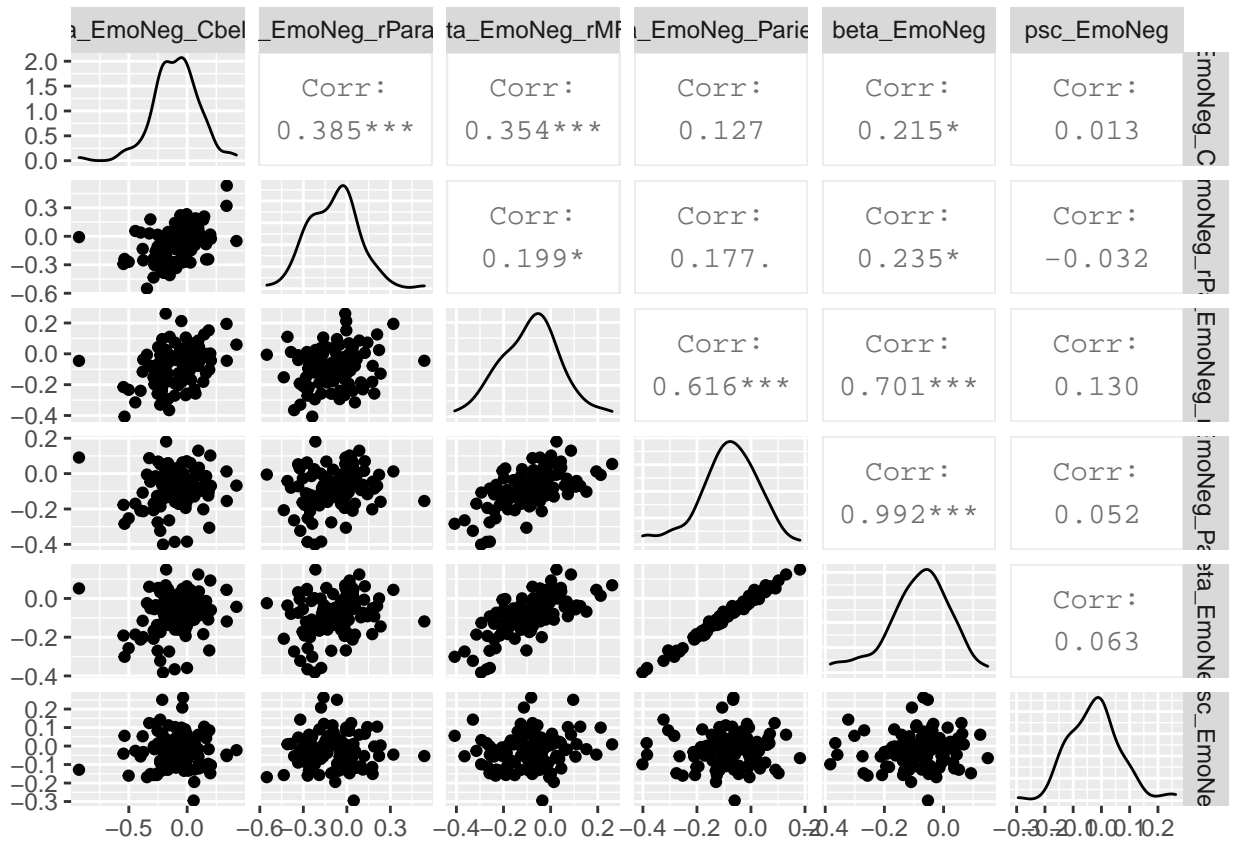 a_EmoNeg_Cbel _EmoNeg_rPara ta_EmoNeg_rMF a_EmoNeg_Parie beta_EmoNeg psc_EmoNeg
2.0
1.5
1.0
0.5
0.0
Corr: Corr: Corr: Corr: Corr:
0.385*** 0.354*** 0.127 0.215* 0.013
EmoNeg_C
0.3
0.0
−0.3
−0.6
Corr: Corr: Corr: Corr:
0.199* 0.177. 0.235* −0.032
moNeg_rP
0.2
0.0
−0.2
−0.4
Corr: Corr: Corr:
0.616*** 0.701*** 0.130
_EmoNeg_
0.2
0.0
−0.2
−0.4
Corr: Corr:
0.992*** 0.052
moNeg_Pa
0.0
−0.2
−0.4
Corr:
0.063
eta_EmoNe
0.2
0.1
0.0
−0.1
−0.2
−0.3
sc_EmoNe
−0.5 0.0 −0.6 −0.3 0.0 0.3 −0.4 −0.2 0.0 0.2 −0.4 −0.2 0.0 0.2 −0.4 −0.2 0.0 −0.3 −0.2 −0.1 0.0 0.1 0.2